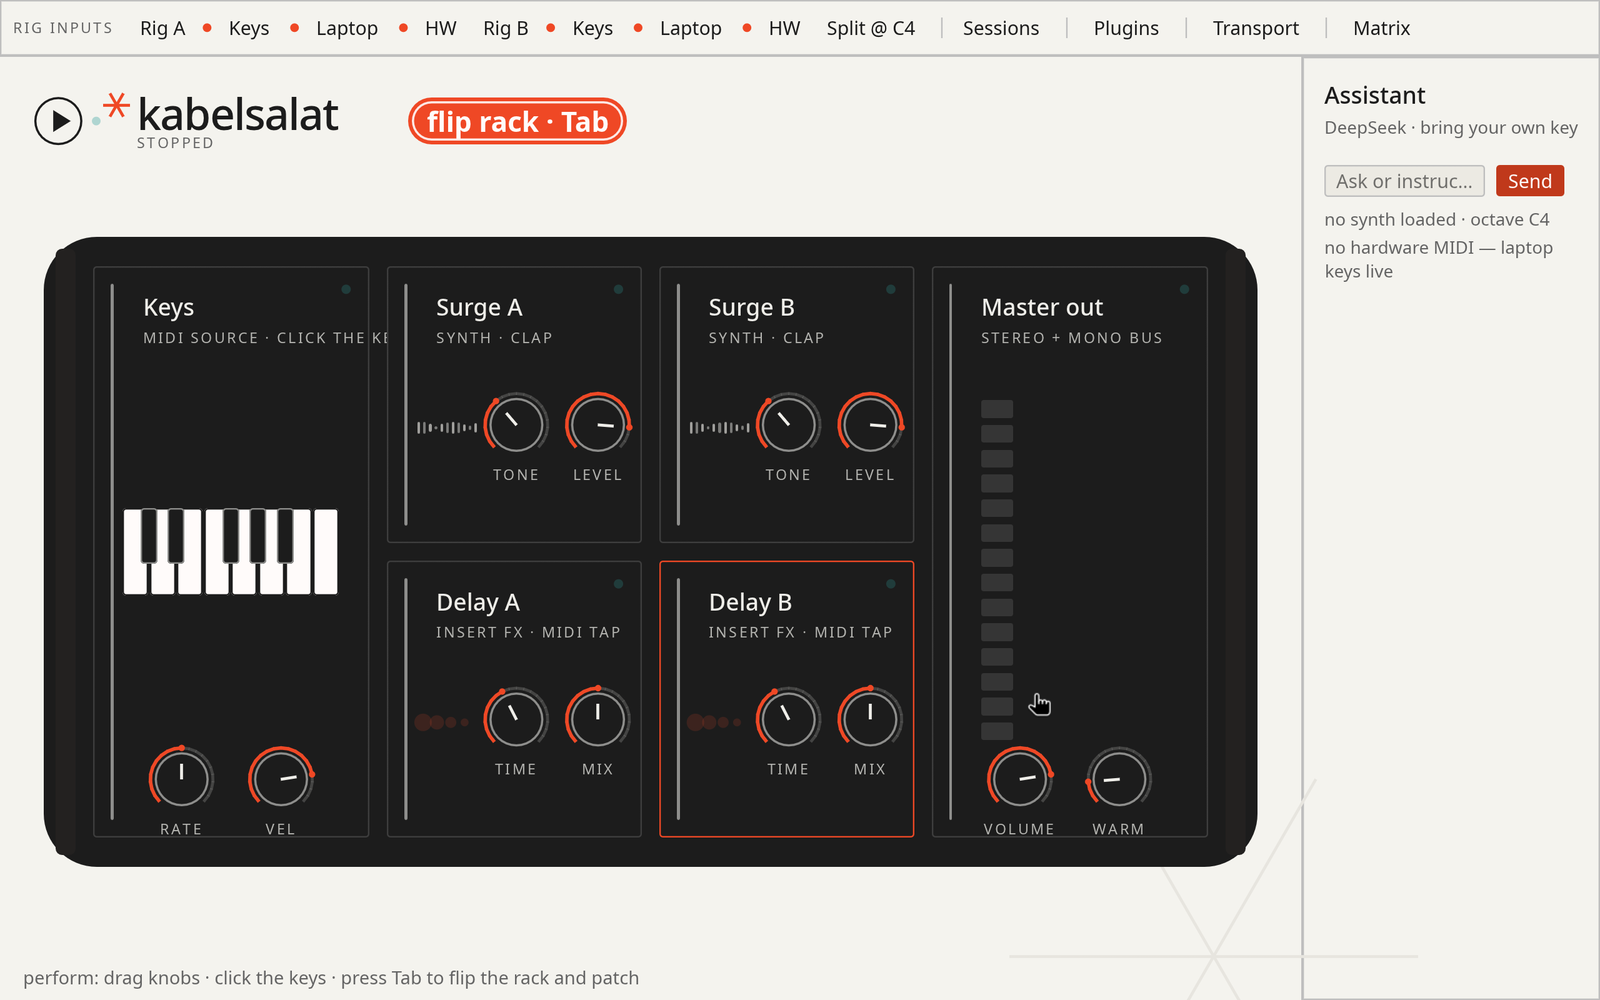 RIG INPUTS Rig A Keys Laptop HW Rig B Keys Laptop HW Split @ C4 Sessions Plugins Transport Matrix
kabelsalat
STOPPED
flip rack · Tab
Assistant
DeepSeek · bring your own key
Ask or instruc... Send
no synth loaded · octave C4
no hardware MIDI — laptop
keys live
Keys
MIDI SOURCE · CLICK THE KE
RATE VEL
Surge A
SYNTH · CLAP
TONE LEVEL
Surge B
SYNTH · CLAP
TONE LEVEL
Delay A
INSERT FX · MIDI TAP
TIME MIX
Delay B
INSERT FX · MIDI TAP
TIME MIX
Master out
STEREO + MONO BUS
VOLUME WARM
perform: drag knobs · click the keys · press Tab to flip the rack and patch